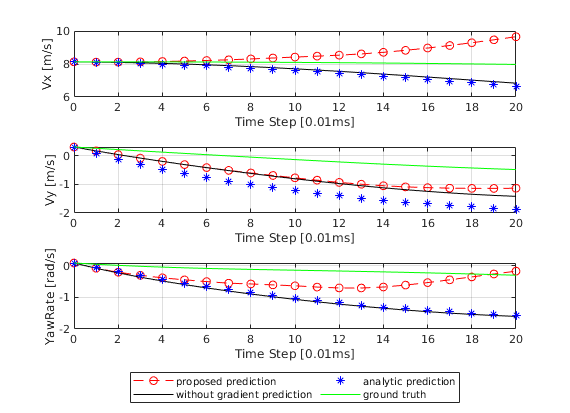 10
8
6
Vx [m/s]
0 2 4 6 8 10 12 14 16 18 20
Time Step [0.01ms]
0
-1
-2
Vy [m/s]
0 2 4 6 8 10 12 14 16 18 20
Time Step [0.01ms]
0
-1
-2
YawRate [rad/s]
0 2 4 6 8 10 12 14 16 18 20
Time Step [0.01ms]
proposed prediction analytic prediction
without gradient prediction ground truth